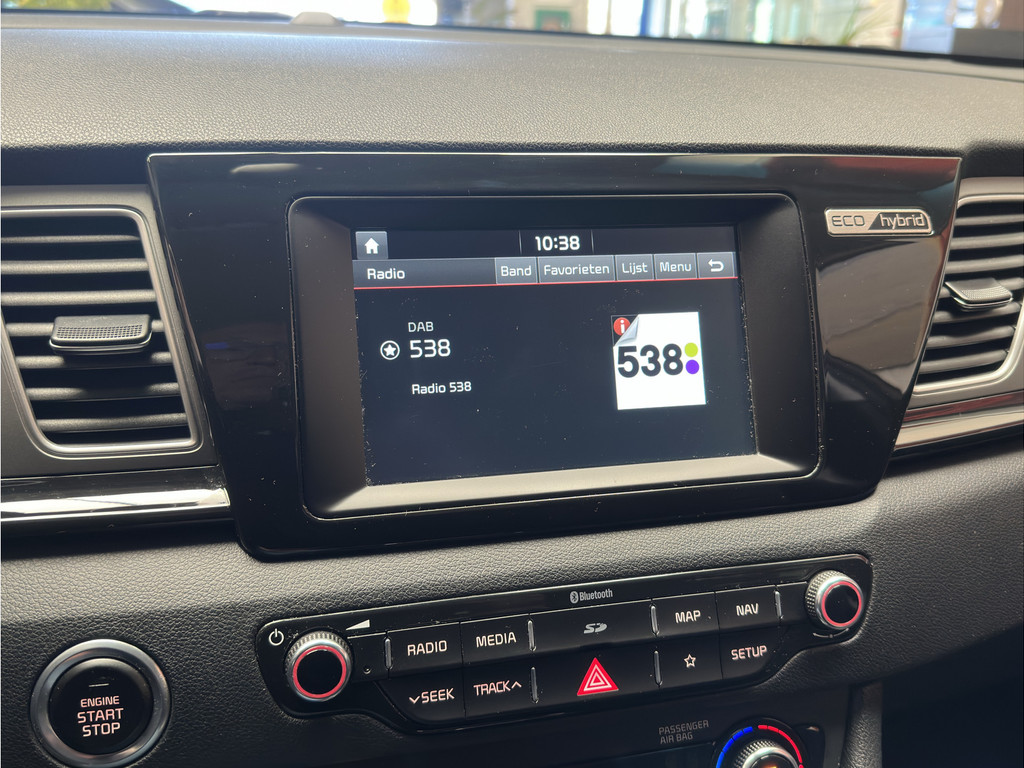 ECO hybrid
10:38
Radio Band Favorieten Lijst Menu
DAB
538
Radio 538
i
538
Bluetooth
RADIO MEDIA SD MAP NAV
SEEK TRACK SETUP
ENGINE
START
STOP
PASSENGER
AIR BAG